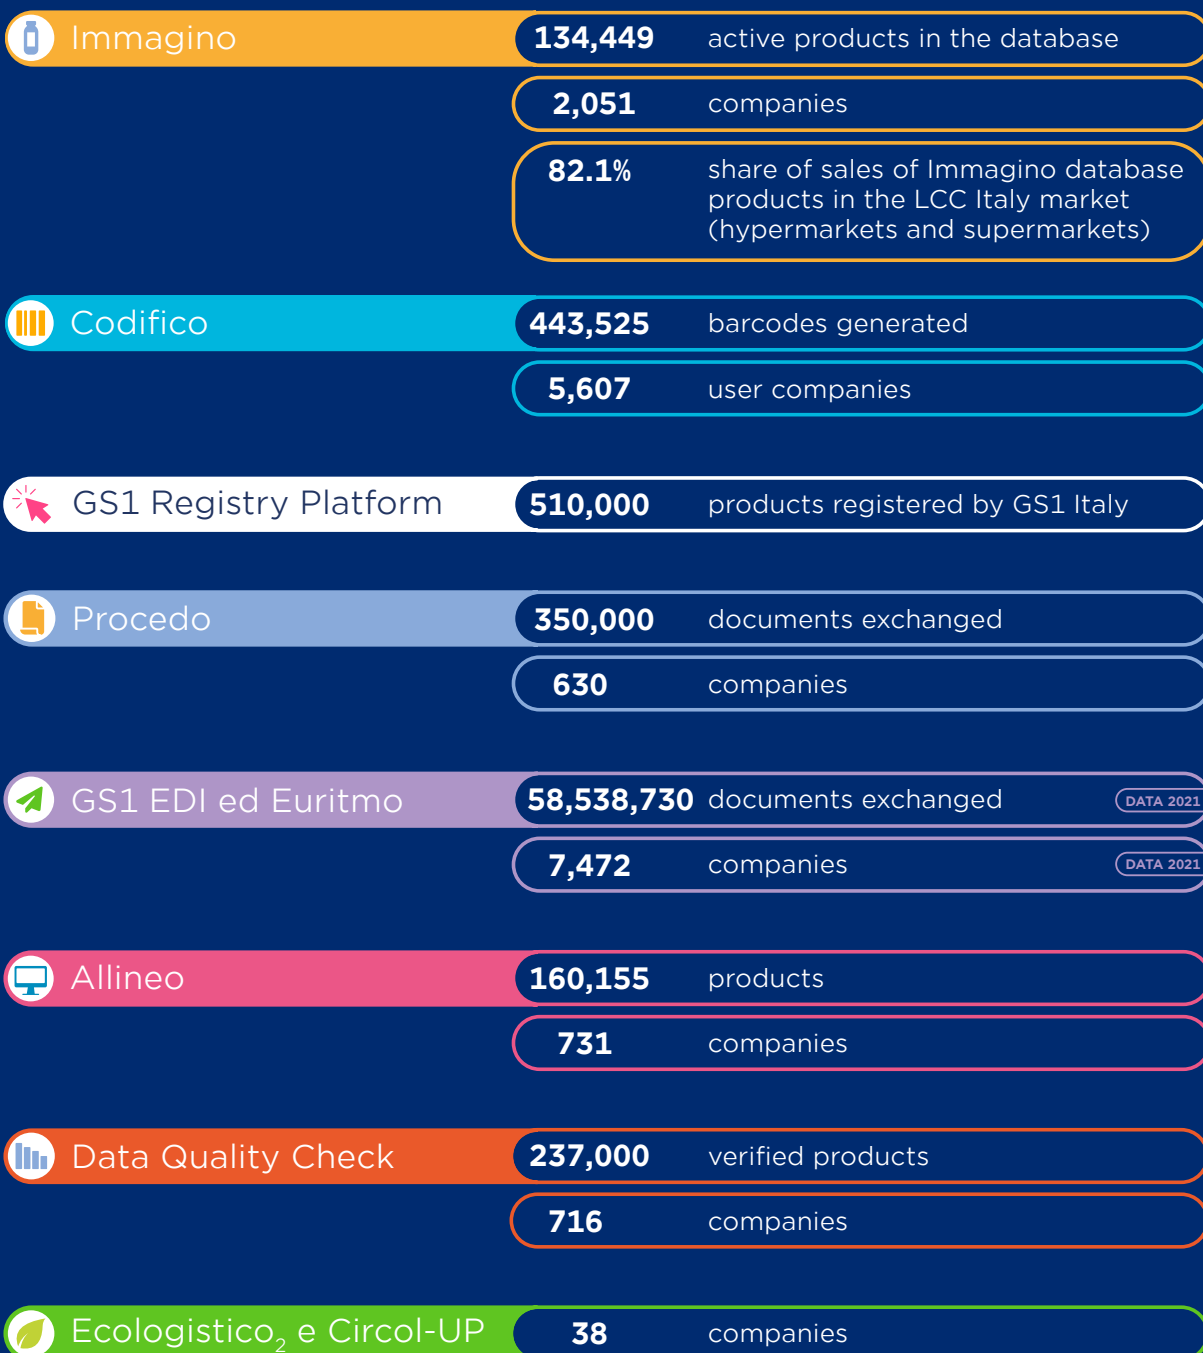 Immagino 134,449 active products in the database
2,051 companies
82.1% share of sales of Immagino database
products in the LCC Italy market
(hypermarkets and supermarkets)
Codifico 443,525 barcodes generated
5,607 user companies
GS1 Registry Platform 510,000 products registered by GS1 Italy
Procedo 350,000 documents exchanged
630 companies
GS1 EDI ed Euritmo 58,538,730 documents exchanged DATA 2021
7,472 companies DATA 2021
Allineo 160,155 products
731 companies
Data Quality Check 237,000 verified products
716 companies
Ecologistico₂ e Circol-UP 38 companies